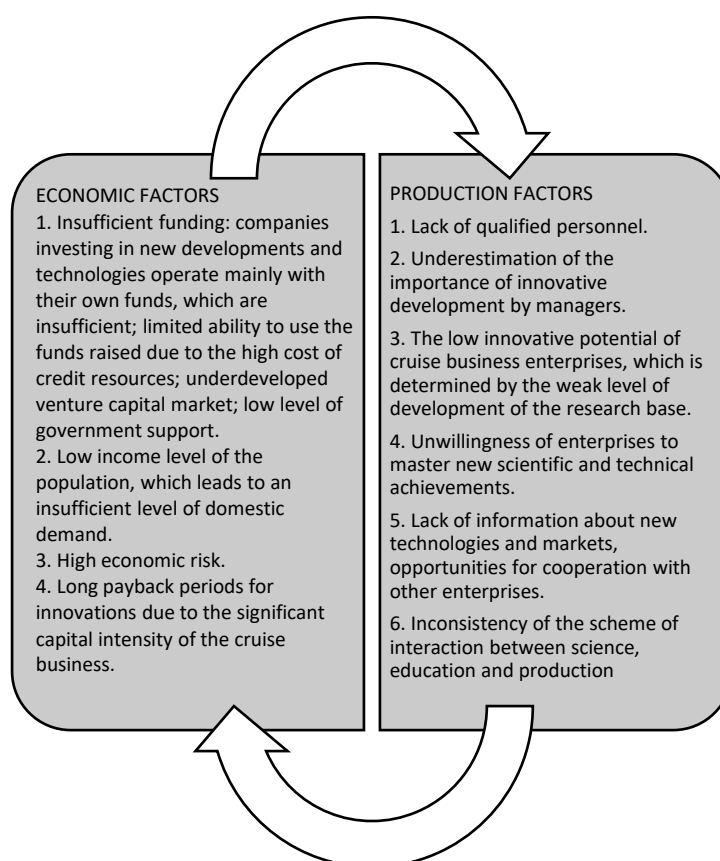 ECONOMIC FACTORS
1. Insufficient funding: companies
investing in new developments and
technologies operate mainly with
their own funds, which are
insufficient; limited ability to use the
funds raised due to the high cost of
credit resources; underdeveloped
venture capital market; low level of
government support.
2. Low income level of the
population, which leads to an
insufficient level of domestic
demand.
3. High economic risk.
4. Long payback periods for
innovations due to the significant
capital intensity of the cruise
business.
PRODUCTION FACTORS
1. Lack of qualified personnel.
2. Underestimation of the
importance of innovative
development by managers.
3. The low innovative potential of
cruise business enterprises, which is
determined by the weak level of
development of the research base.
4. Unwillingness of enterprises to
master new scientific and technical
achievements.
5. Lack of information about new
technologies and markets,
opportunities for cooperation with
other enterprises.
6. Inconsistency of the scheme of
interaction between science,
education and production